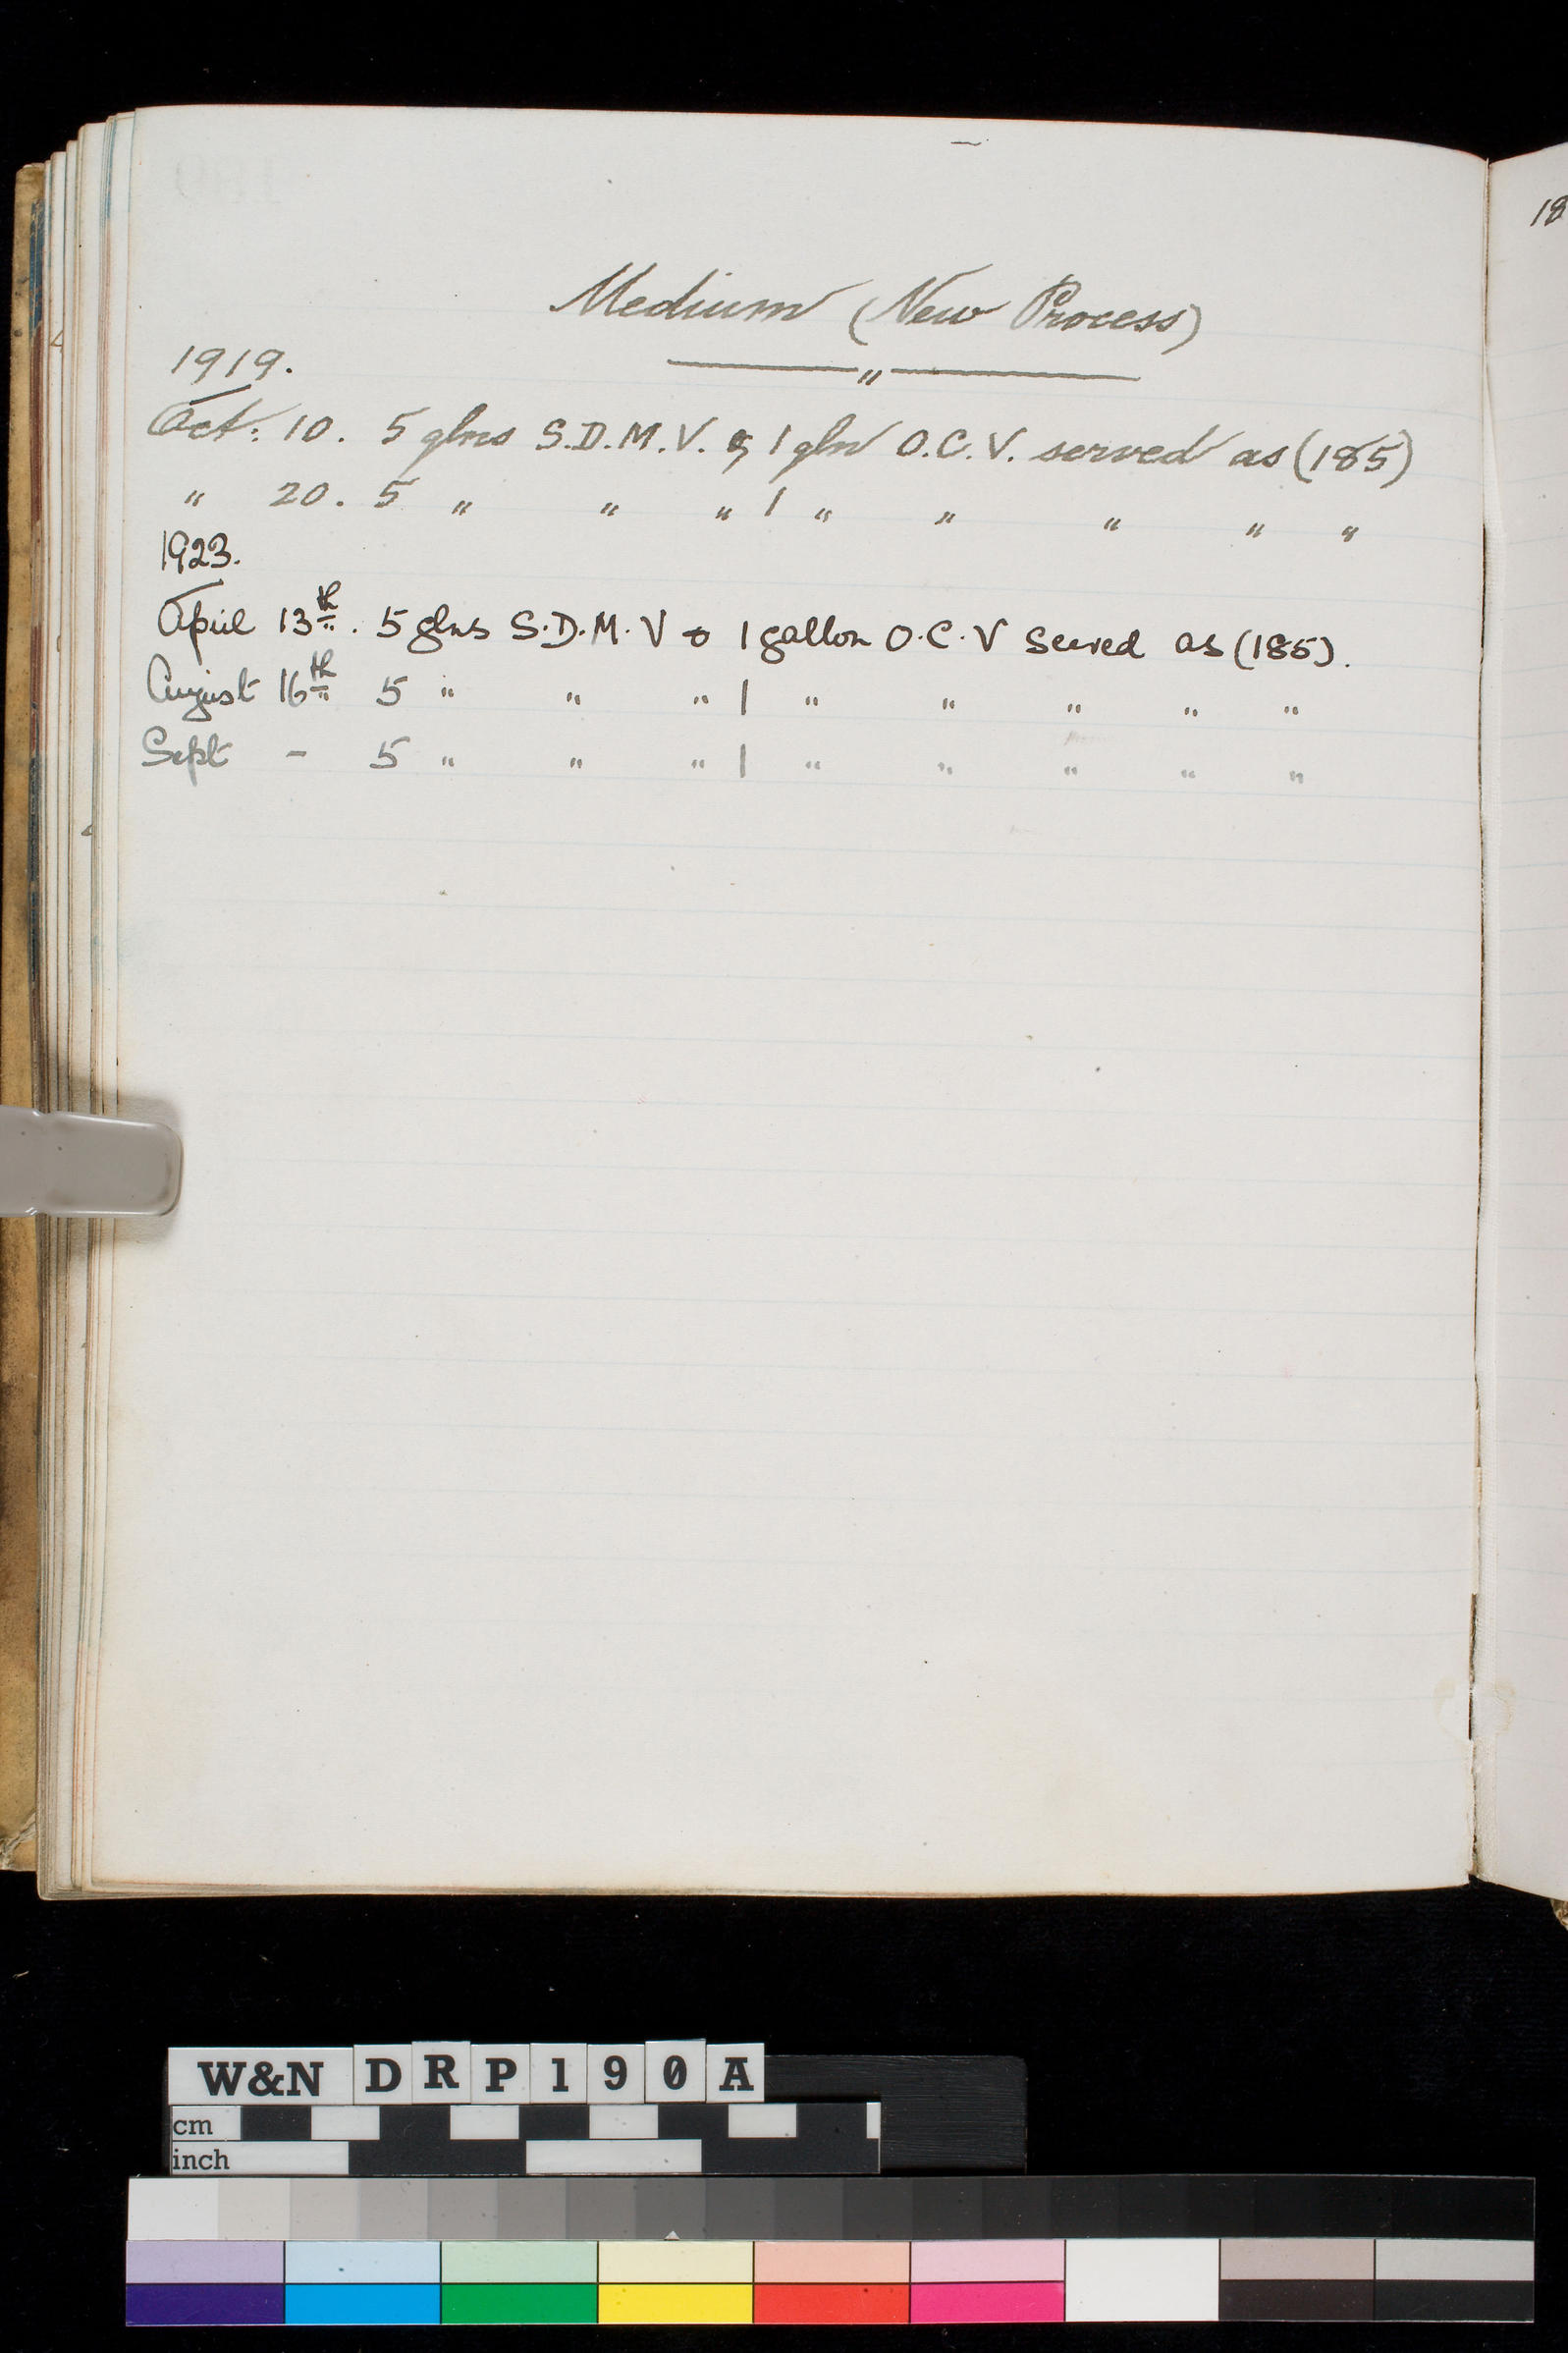 Medium (New Process)
"
1919.
Oct. 10. 5 glns S.D.M.V. & 1 gln O.C.V. served as (185)
" 20. 5 " " " 1 " " " " "
1923.
April 13th. 5 glns S.D.M.V & 1 gallon O.C.V Served as (185).
August 16th 5 " " " 1 " " " " "
Sept - 5 " " " 1 " " " " "
18
W&N DRP190A
cm
inch